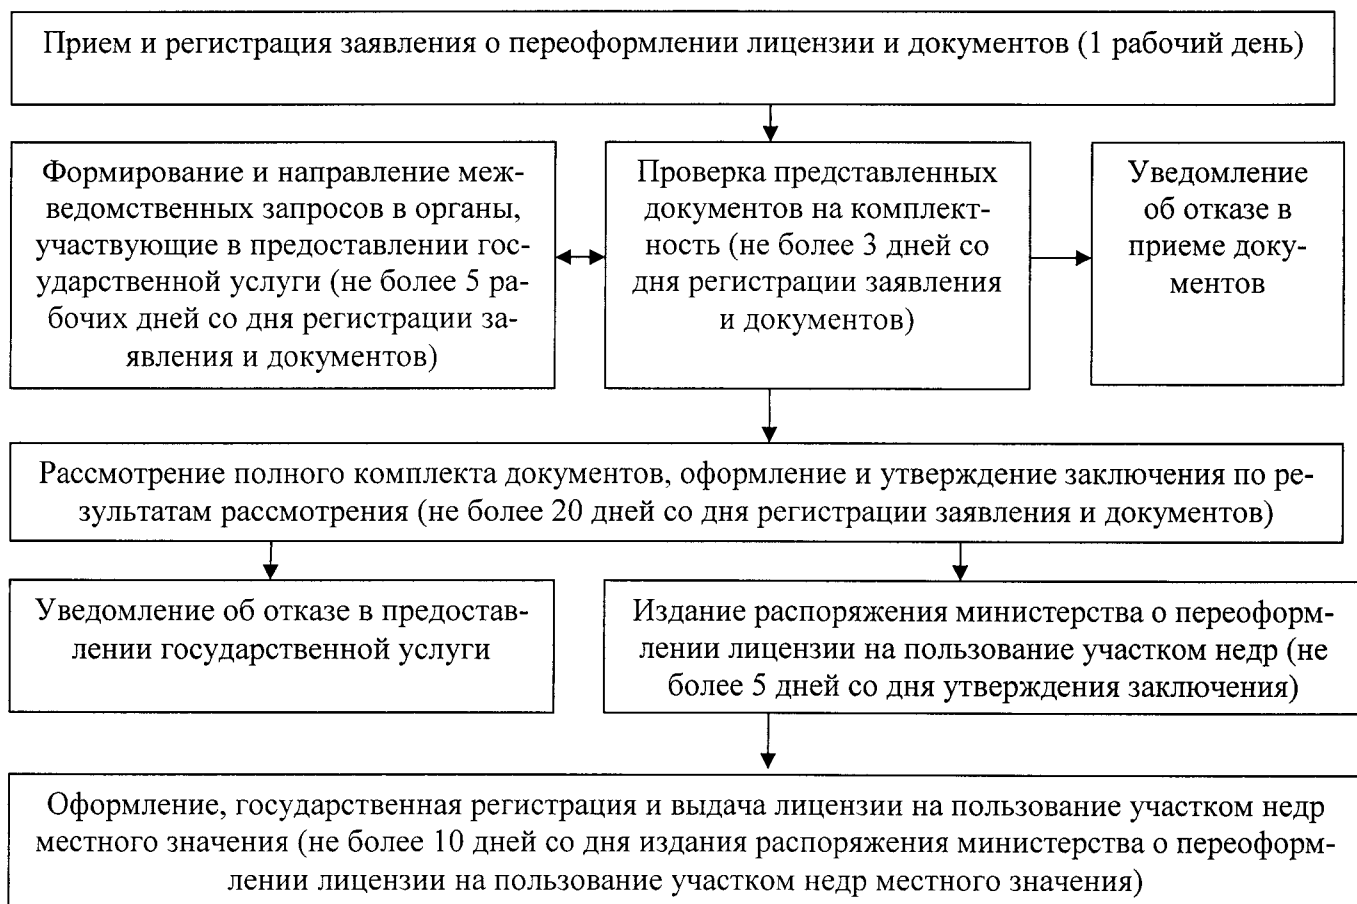 Прием и регистрация заявления о переоформлении лицензии и документов (1 рабочий день)
Формирование и направление меж-
ведомственных запросов в органы,
участвующие в предоставлении гос-
ударственной услуги (не более 5 ра-
бочих дней со дня регистрации за-
явления и документов)
Проверка представленных
документов на комплект-
ность (не более 3 дней со
дня регистрации заявления
и документов)
Уведомление
об отказе в
приеме доку-
ментов
Рассмотрение полного комплекта документов, оформление и утверждение заключения по ре-
зультатам рассмотрения (не более 20 дней со дня регистрации заявления и документов)
Уведомление об отказе в предостав-
лении государственной услуги
Издание распоряжения министерства о переоформ-
лении лицензии на пользование участком недр (не
более 5 дней со дня утверждения заключения)
Оформление, государственная регистрация и выдача лицензии на пользование участком недр
местного значения (не более 10 дней со дня издания распоряжения министерства о переоформ-
лении лицензии на пользование участком недр местного значения)